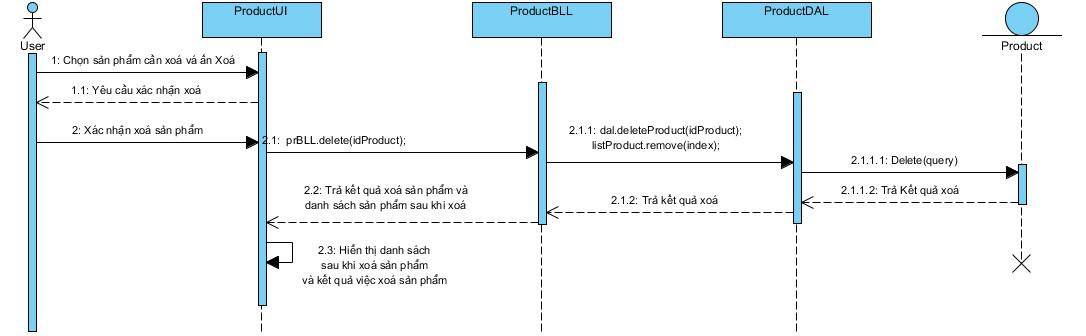 ProductUI
ProductBLL
ProductDAL
User
Product
1: Chọn sản phẩm cần xoá và ấn Xoá
1.1: Yêu cầu xác nhận xoá
2: Xác nhận xoá sản phẩm
2.1: prBLL.delete(idProduct);
2.1.1: dal.deleteProduct(idProduct);
listProduct.remove(index);
2.1.1.1: Delete(query)
2.1.1.2: Trả Kết quả xoá
2.1.2: Trả kết quả xoá
2.2: Trả kết quả xoá sản phẩm và
danh sách sản phẩm sau khi xoá
2.3: Hiển thị danh sách
sau khi xoá sản phẩm
và kết quả việc xoá sản phẩm